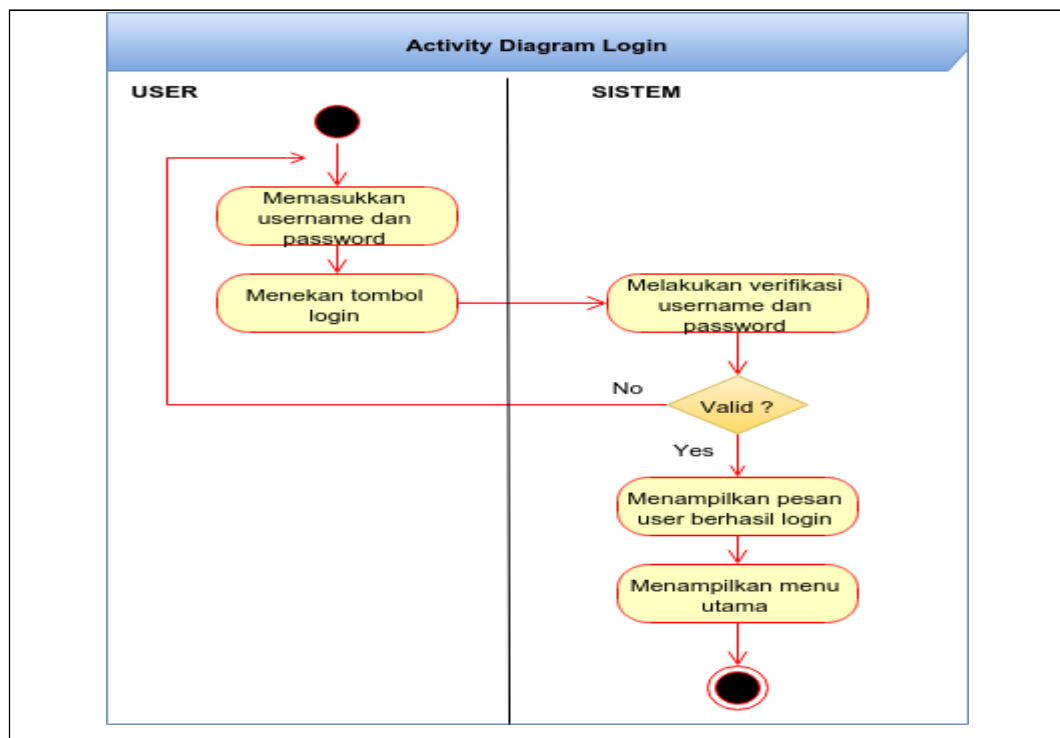 Activity Diagram Login
USER
SISTEM
Memasukkan
username dan
password
Menekan tombol
login
Melakukan verifikasi
username dan
password
No
Valid ?
Yes
Menampilkan pesan
user berhasil login
Menampilkan menu
utama